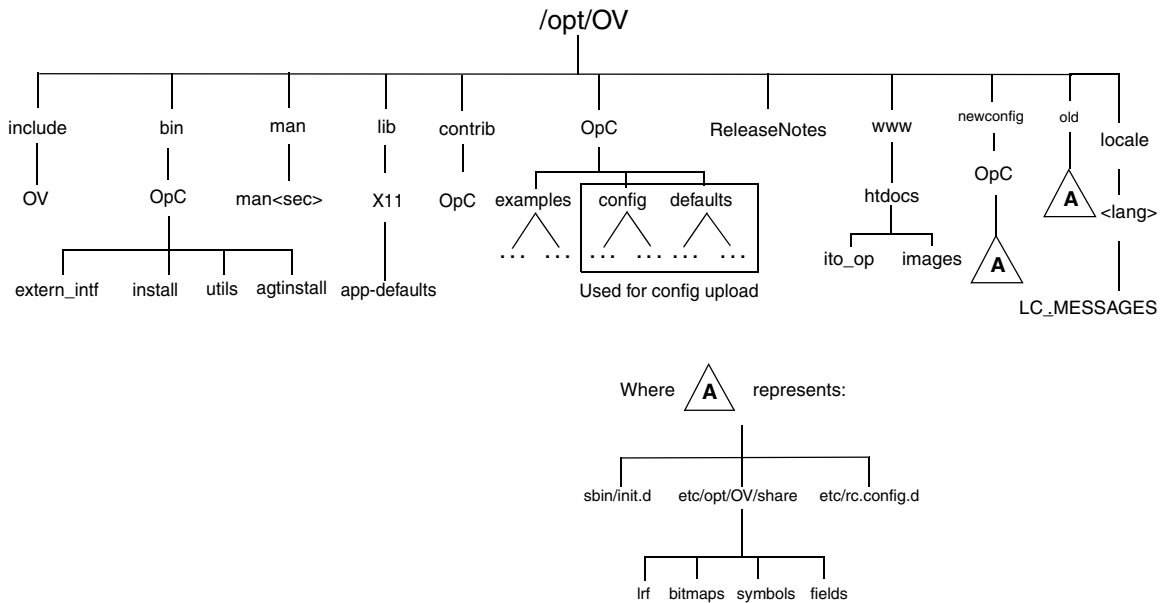 /opt/OV
include bin man lib contrib OpC ReleaseNotes www newconfig old locale
OV OpC man<sec> X11 OpC examples config defaults htdocs OpC A <lang>
... ... ... ... ... ...
extern_intf install utils agtinstall app-defaults Used for config upload ito_op images A LC_MESSAGES
Where A represents:
sbin/init.d etc/opt/OV/share etc/rc.config.d
lrf bitmaps symbols fields